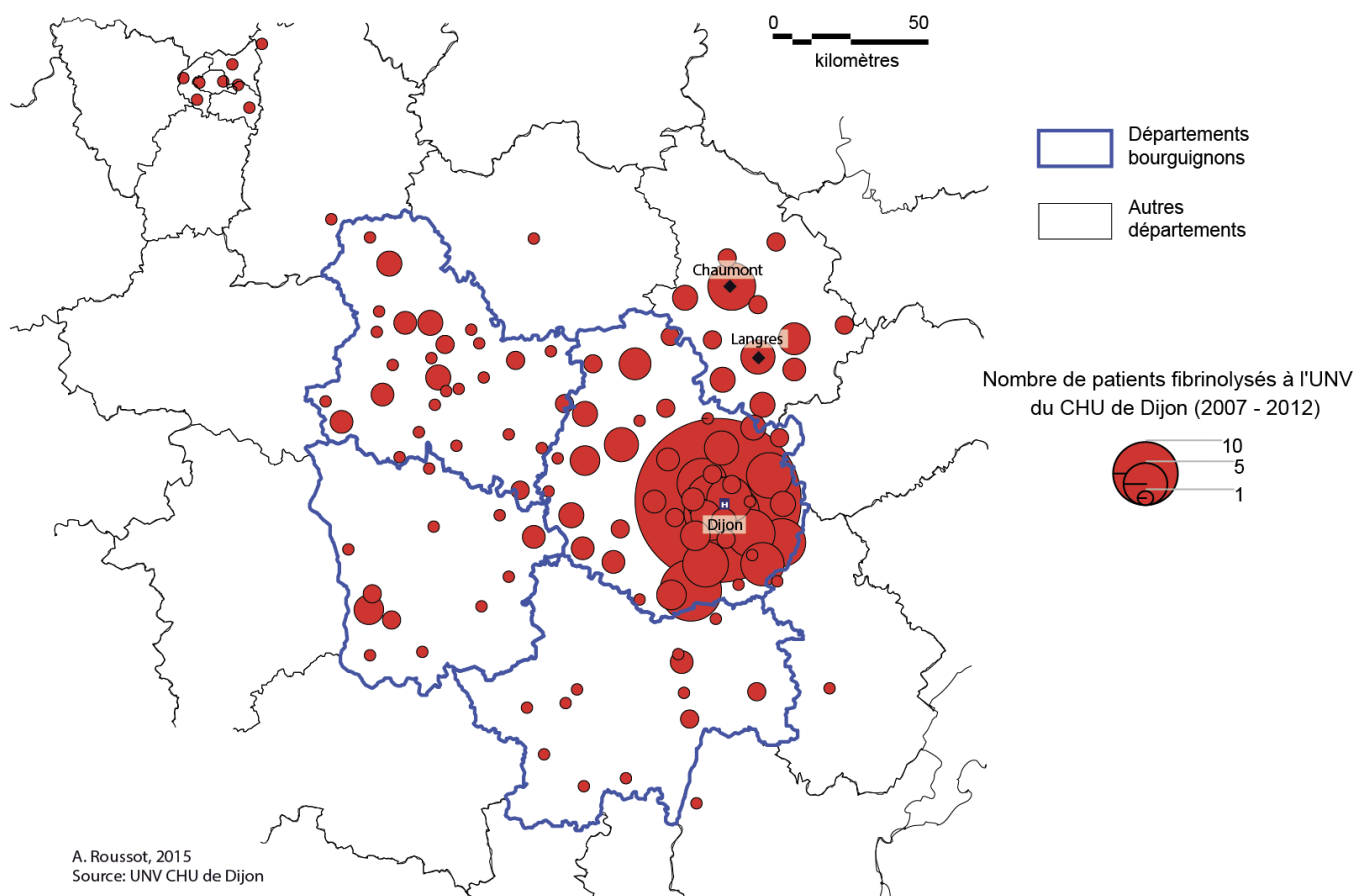 0 50
kilomètres
Départements
bourguignons
Autres
départements
Chaumont
Langres
Nombre de patients fibrinolysés à l'UNV
du CHU de Dijon (2007 - 2012)
10
5
1
H
Dijon
A. Roussot, 2015
Source: UNV CHU de Dijon